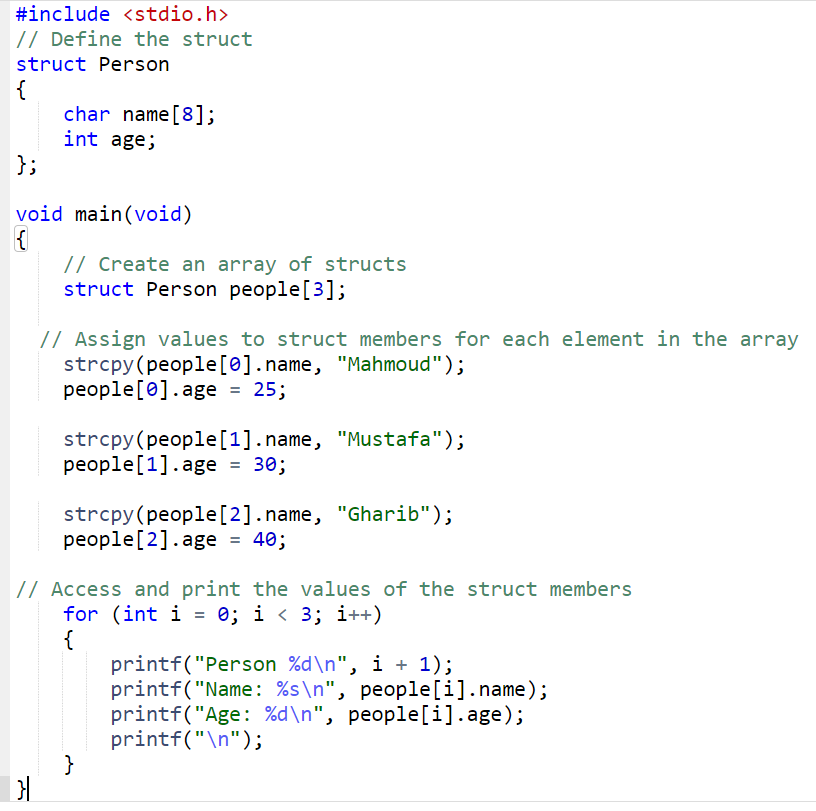 #include <stdio.h>
// Define the struct
struct Person
{
    char name[8];
    int age;
};

void main(void)
{
    // Create an array of structs
    struct Person people[3];

  // Assign values to struct members for each element in the array
    strcpy(people[0].name, "Mahmoud");
    people[0].age = 25;

    strcpy(people[1].name, "Mustafa");
    people[1].age = 30;

    strcpy(people[2].name, "Gharib");
    people[2].age = 40;

// Access and print the values of the struct members
    for (int i = 0; i < 3; i++)
    {
        printf("Person %d\n", i + 1);
        printf("Name: %s\n", people[i].name);
        printf("Age: %d\n", people[i].age);
        printf("\n");
    }
}